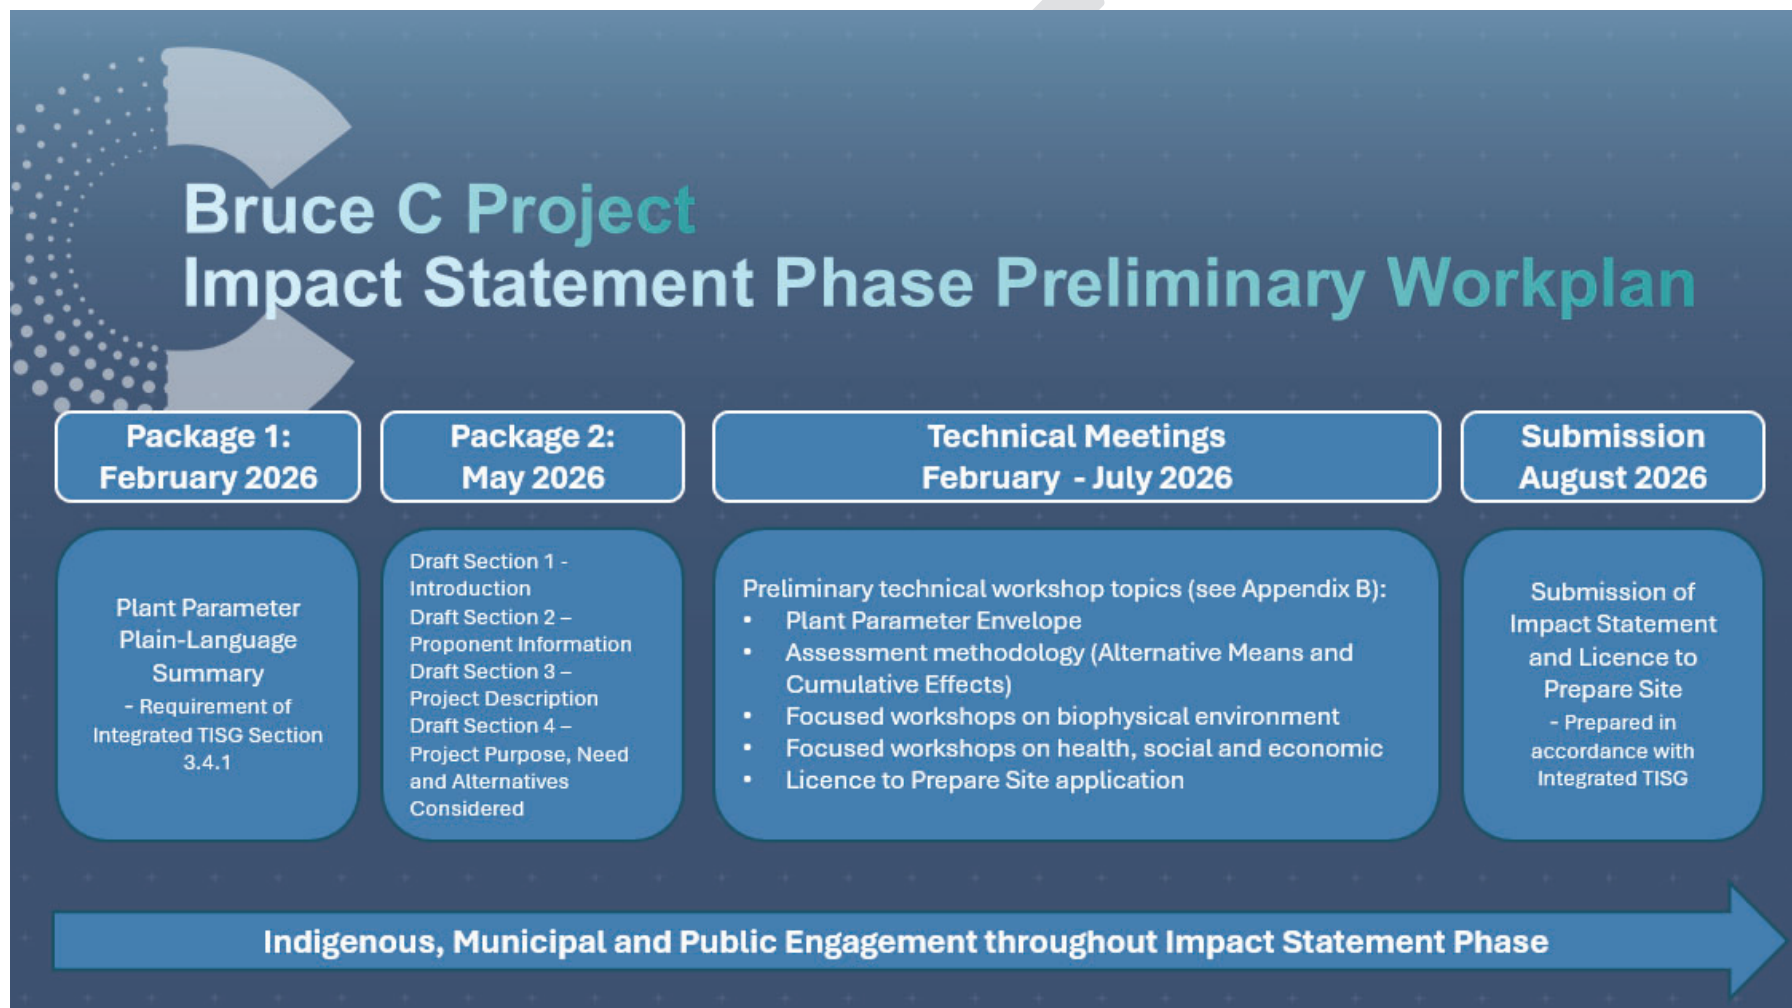 Bruce C Project
Impact Statement Phase Preliminary Workplan
Package 1:
February 2026
Plant Parameter
Plain-Language
Summary
- Requirement of
Integrated TISG Section
3.4.1
Package 2:
May 2026
Draft Section 1 -
Introduction
Draft Section 2 –
Proponent Information
Draft Section 3 –
Project Description
Draft Section 4 –
Project Purpose, Need
and Alternatives
Considered
Technical Meetings
February - July 2026
Preliminary technical workshop topics (see Appendix B):
• Plant Parameter Envelope
• Assessment methodology (Alternative Means and
Cumulative Effects)
• Focused workshops on biophysical environment
• Focused workshops on health, social and economic
• Licence to Prepare Site application
Submission
August 2026
Submission of
Impact Statement
and Licence to
Prepare Site
- Prepared in
accordance with
Integrated TISG
Indigenous, Municipal and Public Engagement throughout Impact Statement Phase